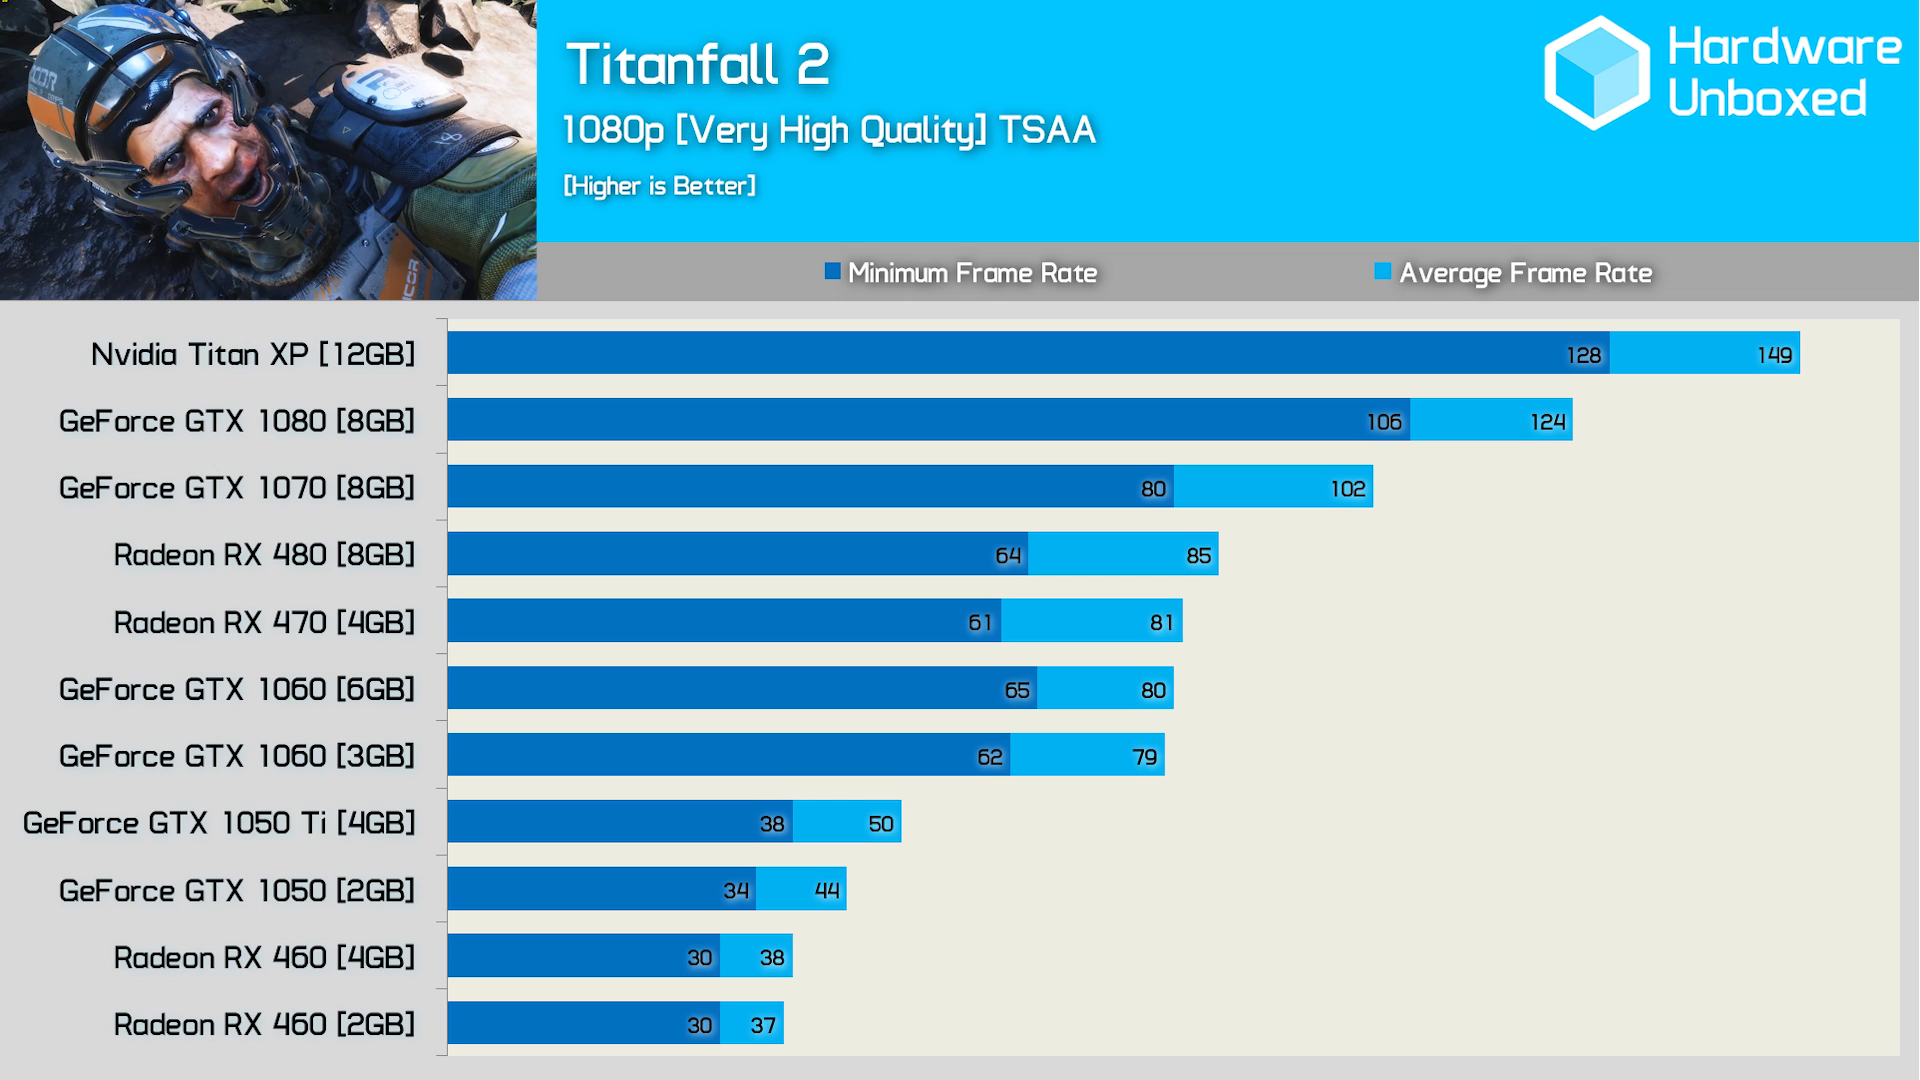 Titanfall 2
1080p [Very High Quality] TSAA
[Higher is Better]
Hardware
Unboxed
Minimum Frame Rate
Average Frame Rate
Nvidia Titan XP [12GB] 128 149
GeForce GTX 1080 [8GB] 106 124
GeForce GTX 1070 [8GB] 80 102
Radeon RX 480 [8GB] 64 85
Radeon RX 470 [4GB] 61 81
GeForce GTX 1060 [6GB] 65 80
GeForce GTX 1060 [3GB] 62 79
GeForce GTX 1050 Ti [4GB] 38 50
GeForce GTX 1050 [2GB] 34 44
Radeon RX 460 [4GB] 30 38
Radeon RX 460 [2GB] 30 37